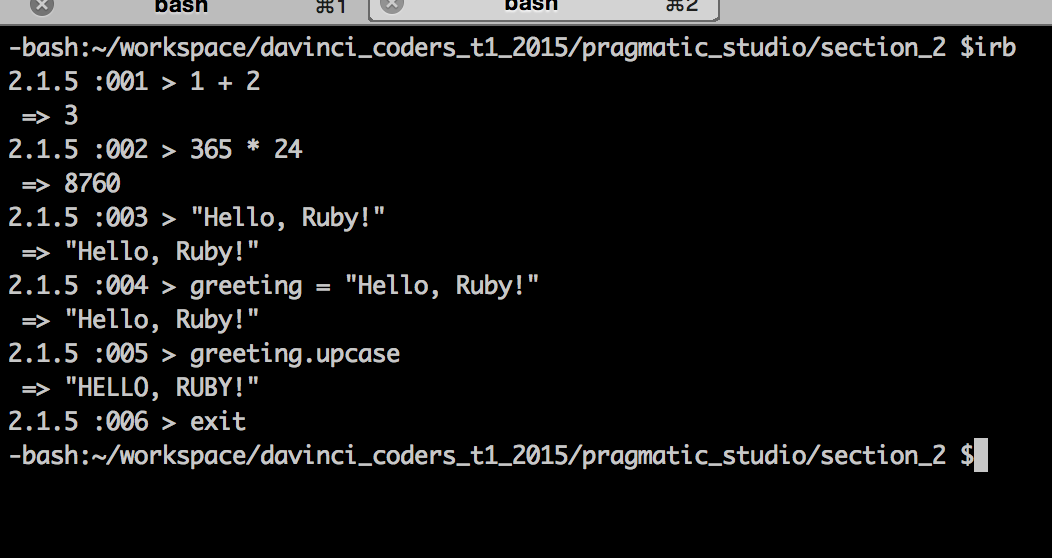 bash ⌘1 bash ⌘2
-bash:~/workspace/davinci_coders_t1_2015/pragmatic_studio/section_2 $irb
2.1.5 :001 > 1 + 2
 => 3
2.1.5 :002 > 365 * 24
 => 8760
2.1.5 :003 > "Hello, Ruby!"
 => "Hello, Ruby!"
2.1.5 :004 > greeting = "Hello, Ruby!"
 => "Hello, Ruby!"
2.1.5 :005 > greeting.upcase
 => "HELLO, RUBY!"
2.1.5 :006 > exit
-bash:~/workspace/davinci_coders_t1_2015/pragmatic_studio/section_2 $